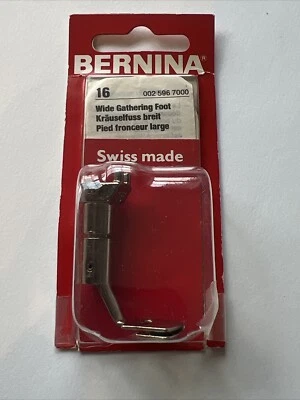 BERNINA
16 002 596 7000
Wide Gathering Foot
Kräuselfuss breit
Pied fronceur large
Swiss made